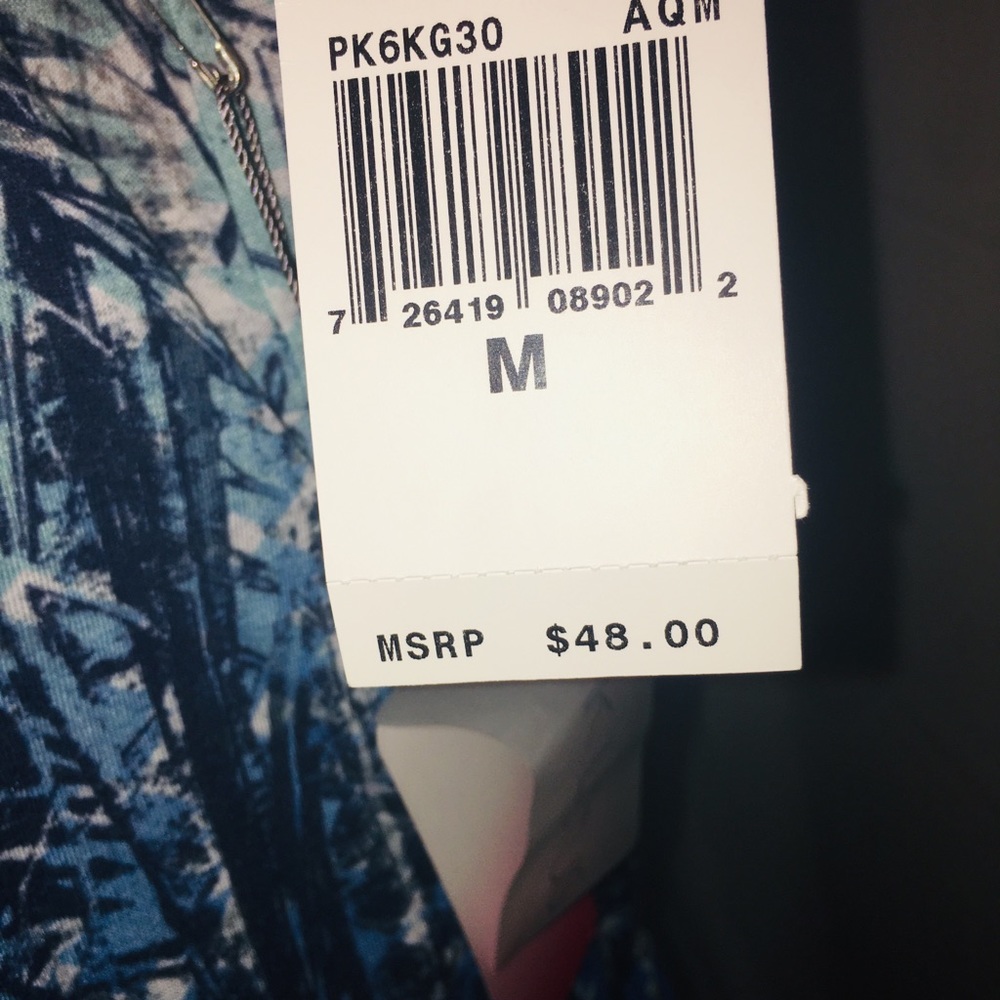 PK6KG30 AQM
7 26419 08902 2
M
MSRP $48.00